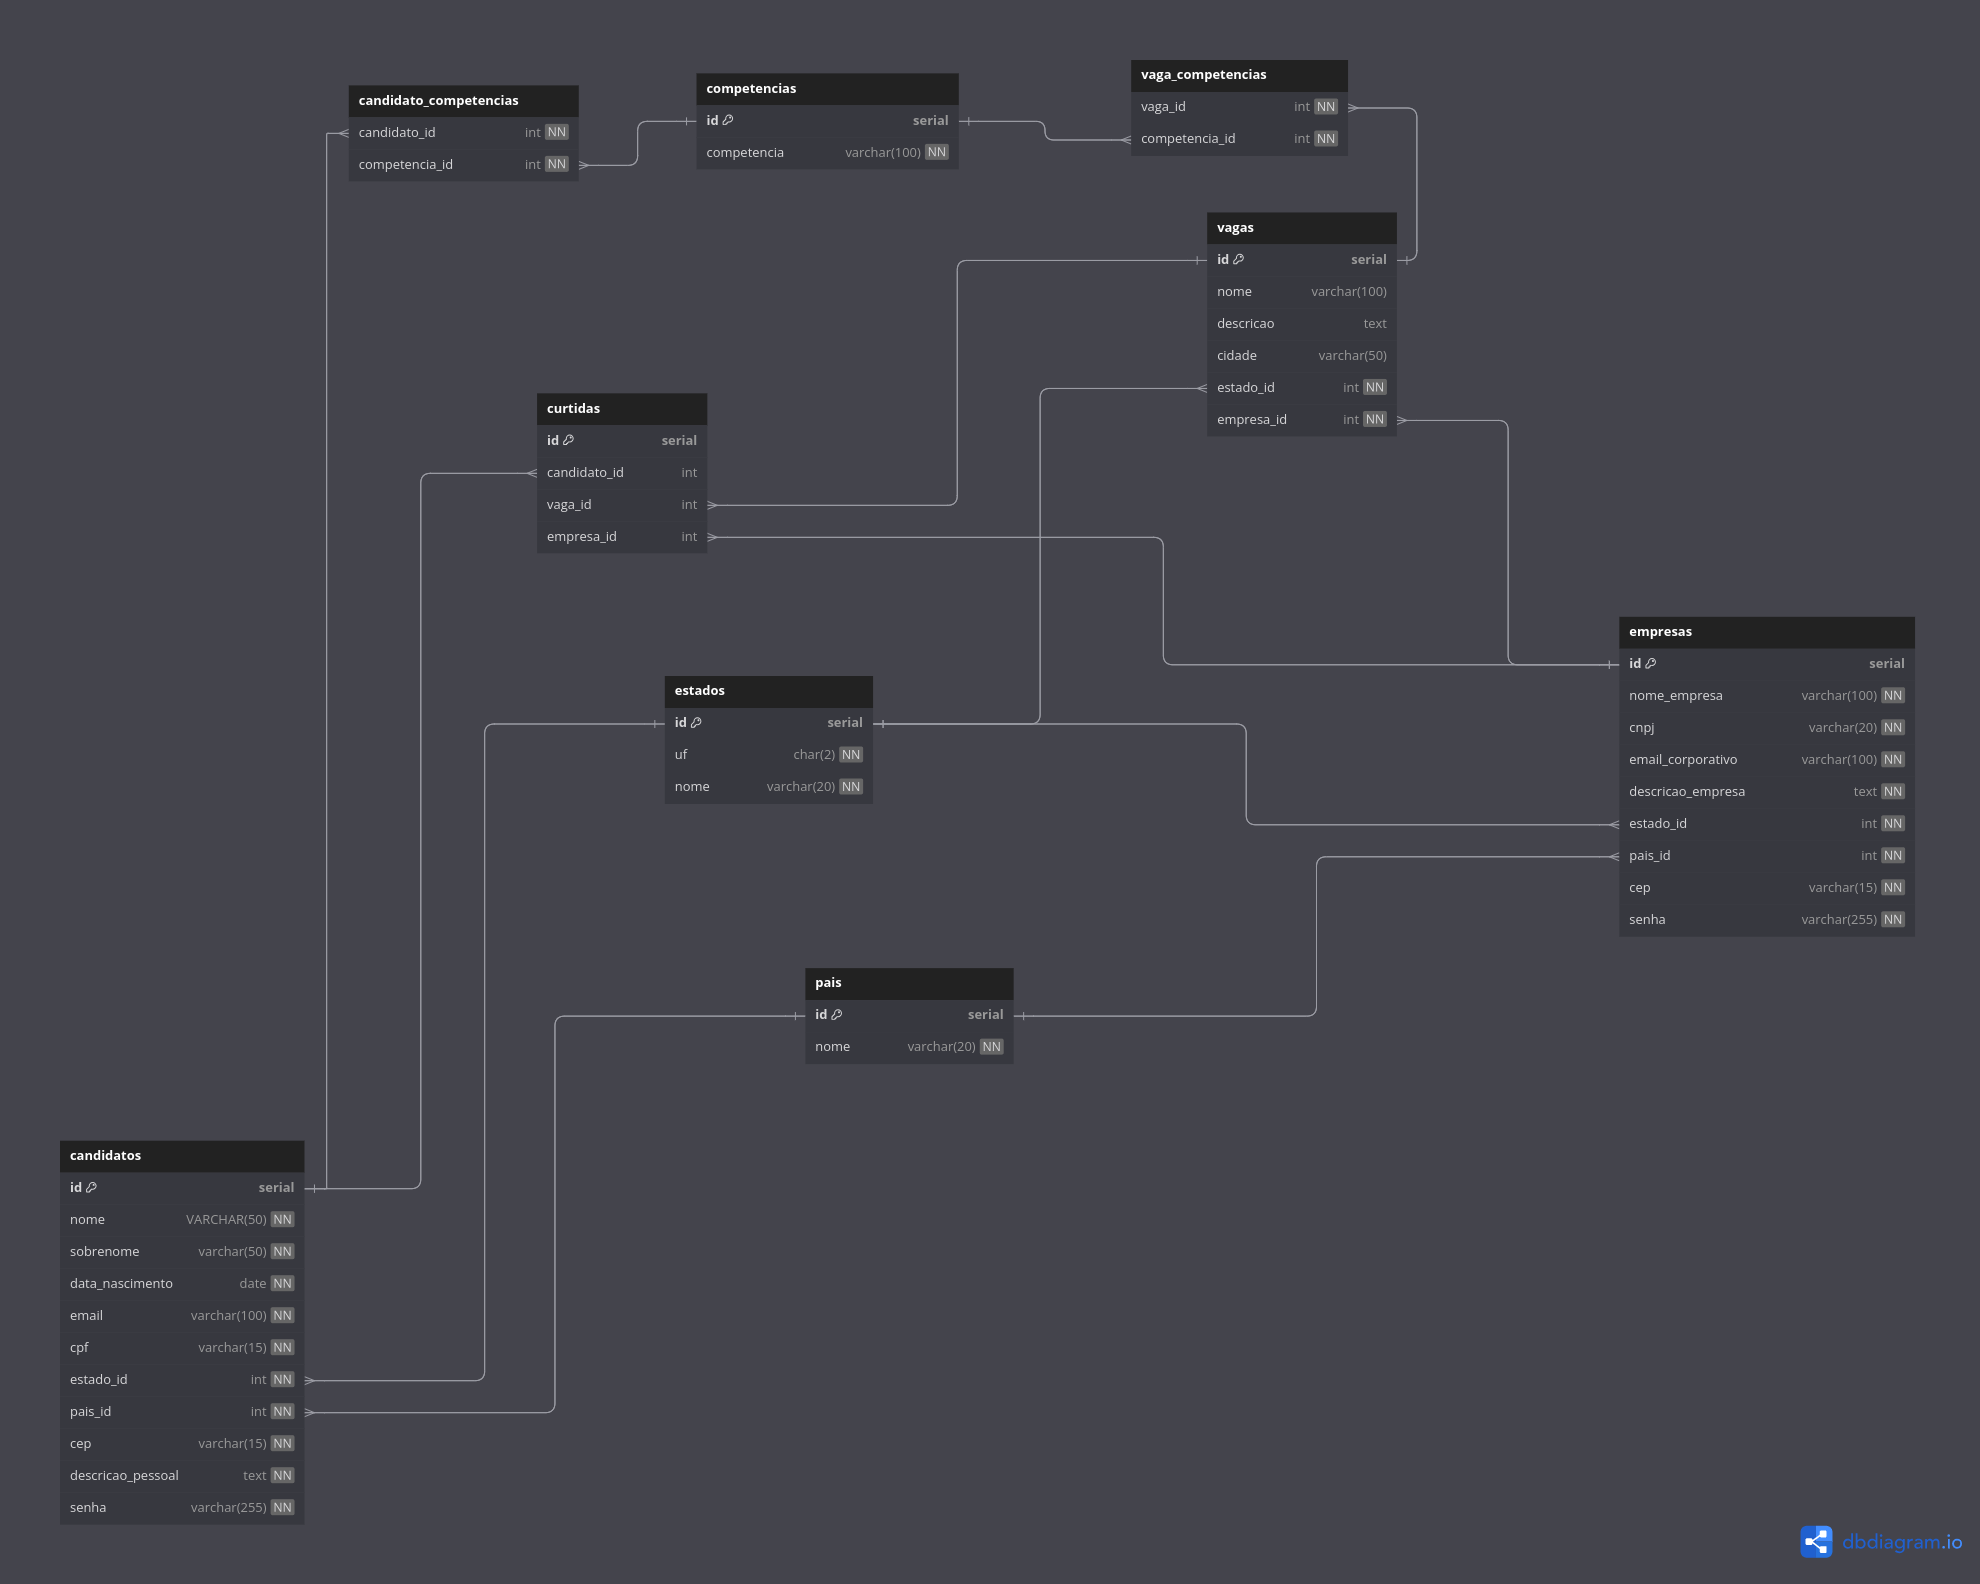 candidato_competencias
candidato_id int NN
competencia_id int NN
competencias
id serial
competencia varchar(100) NN
vaga_competencias
vaga_id int NN
competencia_id int NN
vagas
id serial
nome varchar(100)
descricao text
cidade varchar(50)
estado_id int NN
empresa_id int NN
curtidas
id serial
candidato_id int
vaga_id int
empresa_id int
empresas
id serial
nome_empresa varchar(100) NN
cnpj varchar(20) NN
email_corporativo varchar(100) NN
descricao_empresa text NN
estado_id int NN
pais_id int NN
cep varchar(15) NN
senha varchar(255) NN
estados
id serial
uf char(2) NN
nome varchar(20) NN
pais
id serial
nome varchar(20) NN
candidatos
id serial
nome VARCHAR(50) NN
sobrenome varchar(50) NN
data_nascimento date NN
email varchar(100) NN
cpf varchar(15) NN
estado_id int NN
pais_id int NN
cep varchar(15) NN
descricao_pessoal text NN
senha varchar(255) NN
dbdiagram.io